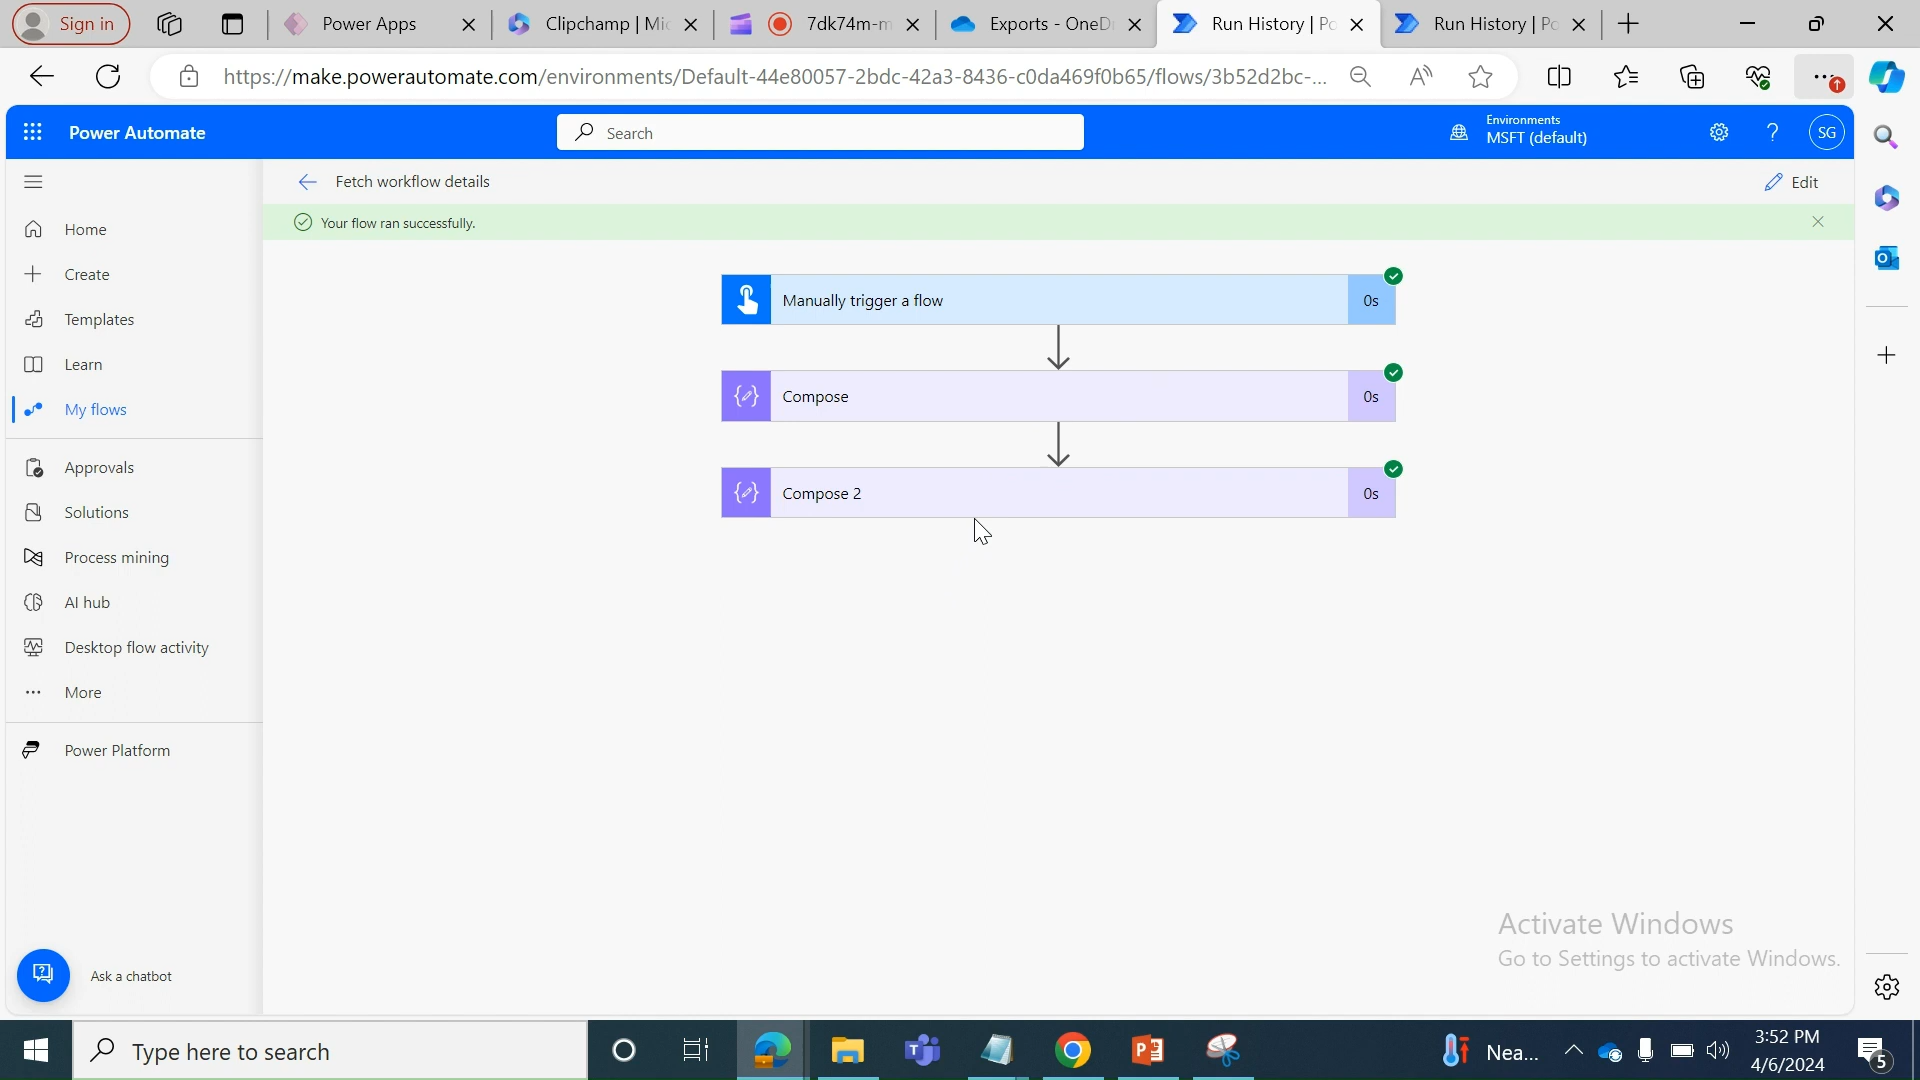 Sign in
Power Apps
Clipchamp | Mic
7dk74m-m
Exports - OneD
Run History | Po
Run History | Po
https://make.powerautomate.com/environments/Default-44e80057-2bdc-42a3-8436-c0da469f0b65/flows/3b52d2bc-...
Power Automate
Search
Environments
MSFT (default)
?
SG
Fetch workflow details
Edit
Your flow ran successfully.
Home
Create
Templates
Learn
My flows
Approvals
Solutions
Process mining
AI hub
Desktop flow activity
More
Power Platform
Manually trigger a flow
0s
Compose
0s
Compose 2
0s
Ask a chatbot
Activate Windows
Go to Settings to activate Windows.
Type here to search
Nea...
3:52 PM
4/6/2024
5